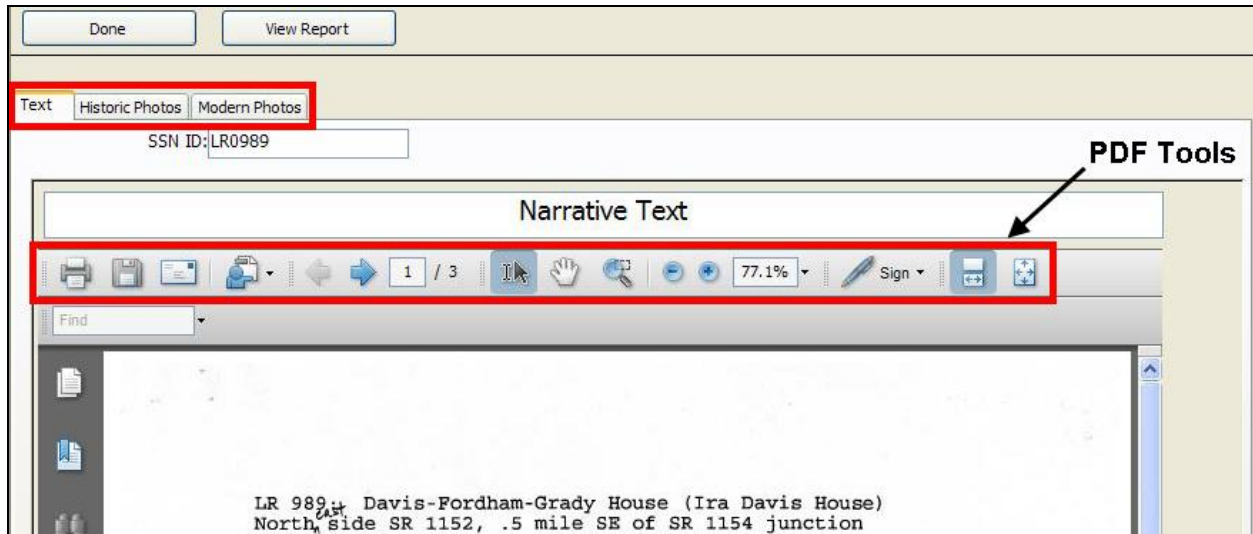 Done View Report
Text Historic Photos Modern Photos
SSN ID: LR0989
PDF Tools
Narrative Text
1 / 3 77.1% Sign
Find
LR 989: Davis-Fordham-Grady House (Ira Davis House)
North east side SR 1152, .5 mile SE of SR 1154 junction